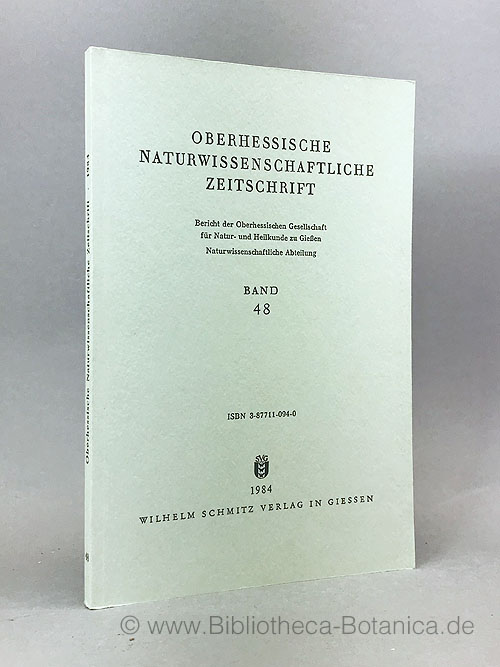 OBERHESSISCHE
NATURWISSENSCHAFTLICHE
ZEITSCHRIFT
Bericht der Oberhessischen Gesellschaft
für Natur- und Heilkunde zu Gießen
Naturwissenschaftliche Abteilung
BAND
48
ISBN 3-87711-094-0
1984
WILHELM SCHMITZ VERLAG IN GIESSEN
Oberhessische Naturwissenschaftliche Zeitschrift · 1984
© www.Bibliotheca-Botanica.de